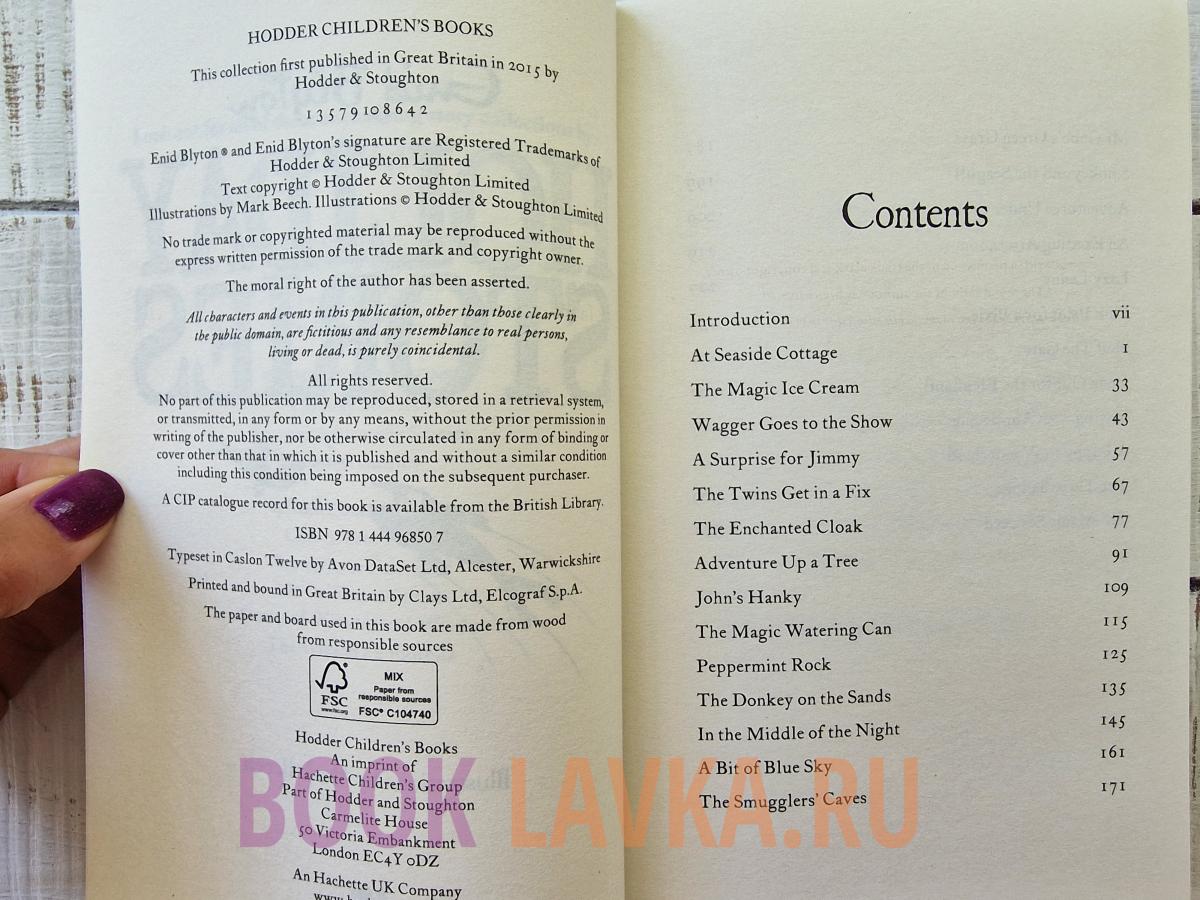 HODDER CHILDREN'S BOOKS
This collection first published in Great Britain in 2015 by
Hodder & Stoughton
1 3 5 7 9 10 8 6 4 2
Enid Blyton ® and Enid Blyton's signature are Registered Trademarks of
Hodder & Stoughton Limited
Text copyright © Hodder & Stoughton Limited
Illustrations by Mark Beech. Illustrations © Hodder & Stoughton Limited
No trade mark or copyrighted material may be reproduced without the
express written permission of the trade mark and copyright owner.
The moral right of the author has been asserted.
All characters and events in this publication, other than those clearly in
the public domain, are fictitious and any resemblance to real persons,
living or dead, is purely coincidental.
All rights reserved.
No part of this publication may be reproduced, stored in a retrieval system,
or transmitted, in any form or by any means, without the prior permission in
writing of the publisher, nor be otherwise circulated in any form of binding or
cover other than that in which it is published and without a similar condition
including this condition being imposed on the subsequent purchaser.
A CIP catalogue record for this book is available from the British Library.
ISBN 978 1 444 96850 7
Typeset in Caslon Twelve by Avon DataSet Ltd, Alcester, Warwickshire
Printed and bound in Great Britain by Clays Ltd, Elcograf S.p.A.
The paper and board used in this book are made from wood
from responsible sources
FSC
www.fsc.org
MIX
Paper from
responsible sources
FSC® C104740
Hodder Children's Books
An imprint of
Hachette Children's Group
Part of Hodder and Stoughton
Carmelite House
50 Victoria Embankment
London EC4Y 0DZ
An Hachette UK Company
Contents
Introduction vii
At Seaside Cottage 1
The Magic Ice Cream 33
Wagger Goes to the Show 43
A Surprise for Jimmy 57
The Twins Get in a Fix 67
The Enchanted Cloak 77
Adventure Up a Tree 91
John's Hanky 109
The Magic Watering Can 115
Peppermint Rock 125
The Donkey on the Sands 135
In the Middle of the Night 145
A Bit of Blue Sky 161
The Smugglers' Caves 171
BOOK LAVKA.RU